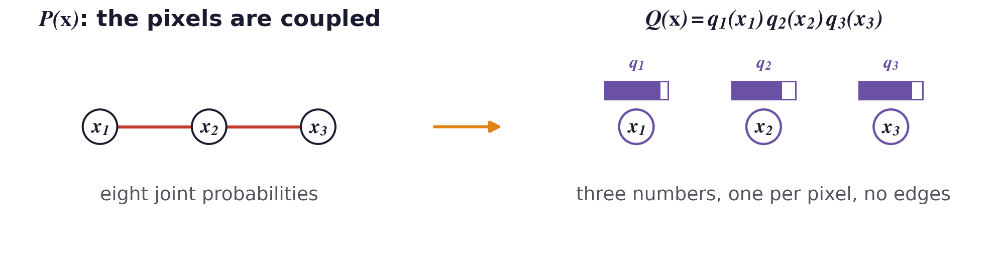 P(x): the pixels are coupled
x₁ x₂ x₃
eight joint probabilities
Q(x) = q₁(x₁) q₂(x₂) q₃(x₃)
q₁ q₂ q₃
x₁ x₂ x₃
three numbers, one per pixel, no edges